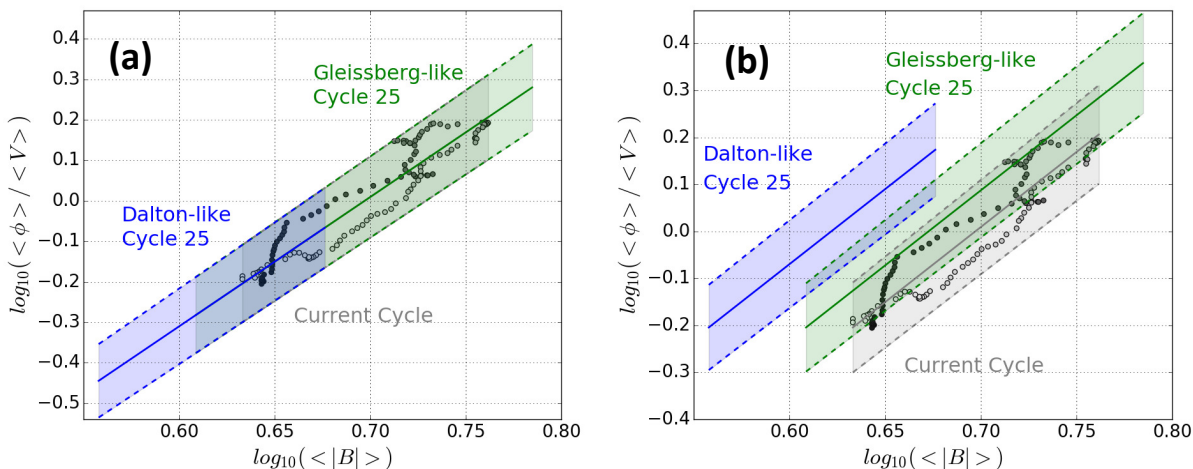 (a)
Gleissberg-like
Cycle 25
Dalton-like
Cycle 25
Current Cycle
0.4
0.3
0.2
0.1
0.0
−0.1
−0.2
−0.3
−0.4
−0.5
log10(<ϕ>/<V>)
0.60 0.65 0.70 0.75 0.80
log10(<|B|>)
(b)
Gleissberg-like
Cycle 25
Dalton-like
Cycle 25
Current Cycle
0.4
0.3
0.2
0.1
0.0
−0.1
−0.2
−0.3
−0.4
log10(<ϕ>/<V>)
0.60 0.65 0.70 0.75 0.80
log10(<|B|>)